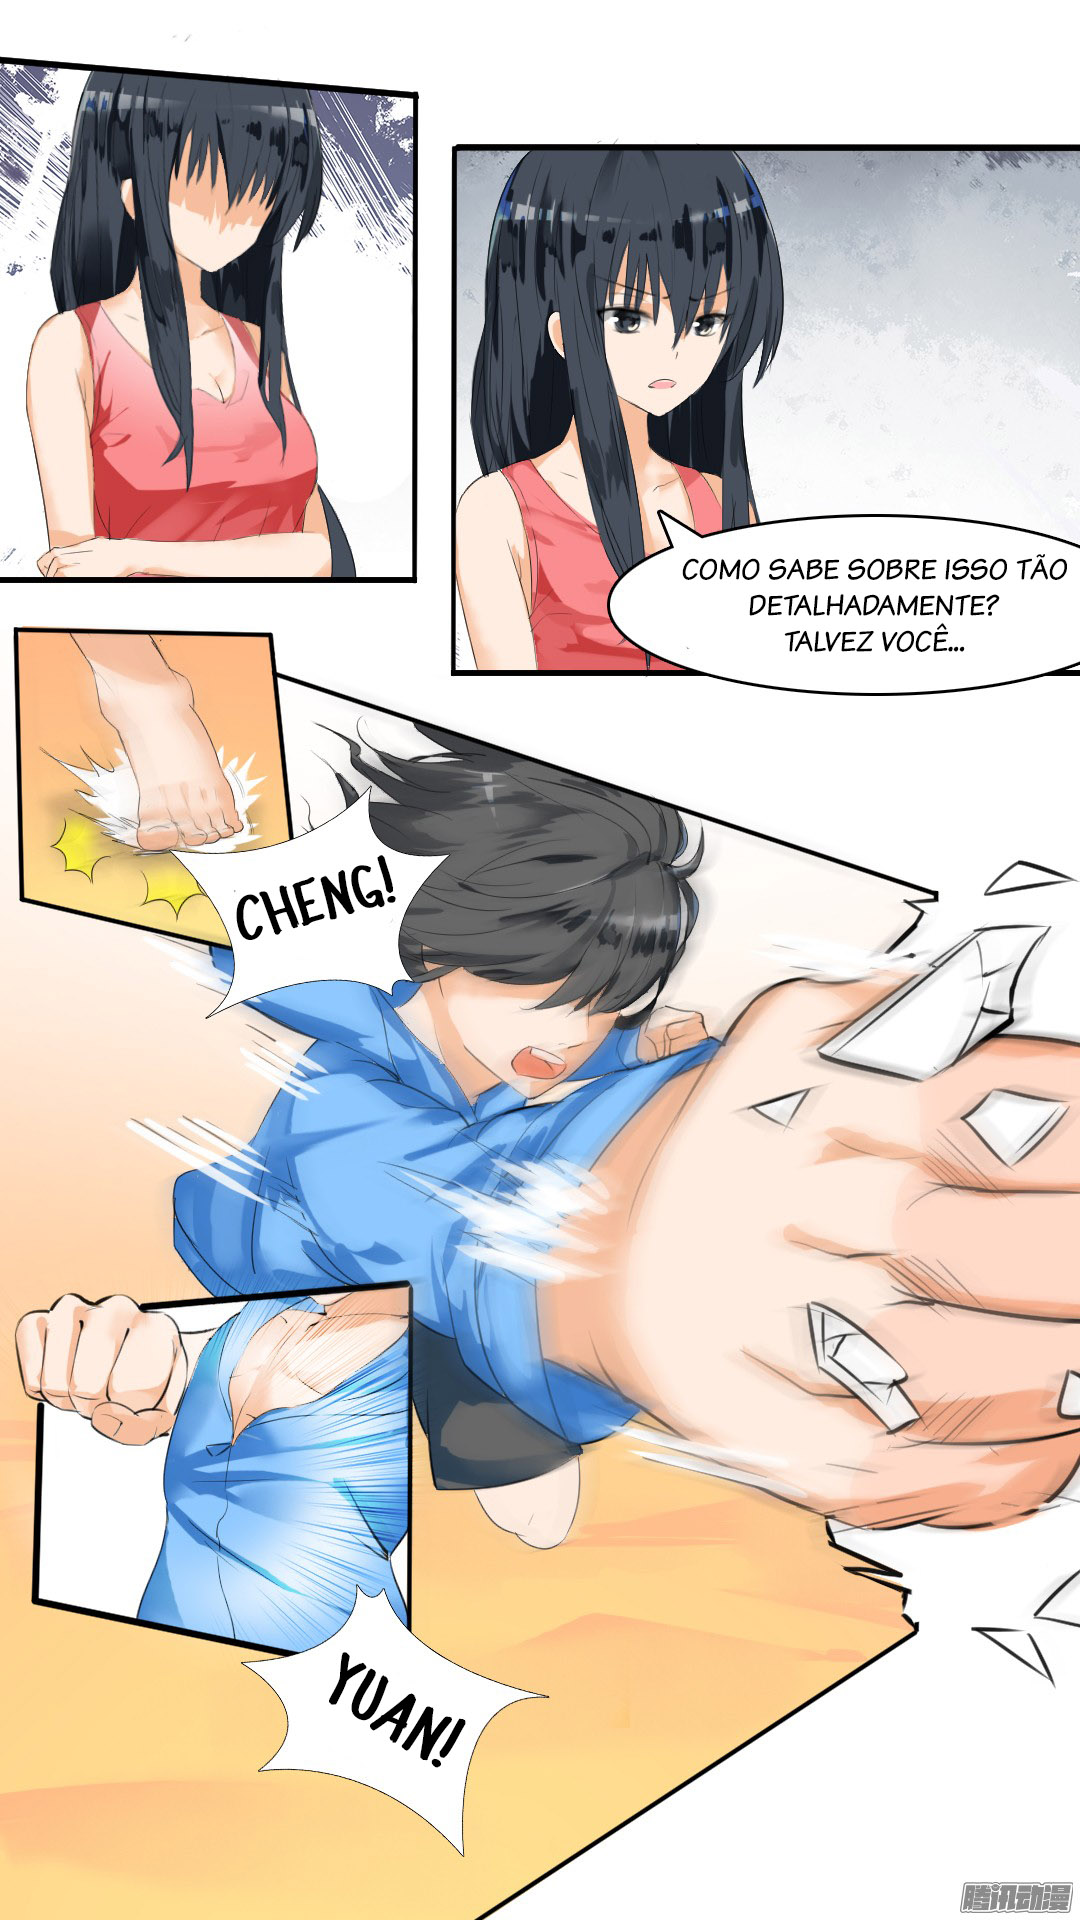 COMO SABE SOBRE ISSO TÃO
DETALHADAMENTE?
TALVEZ VOCÊ...
CHENG!
YUAN!
腾讯动漫